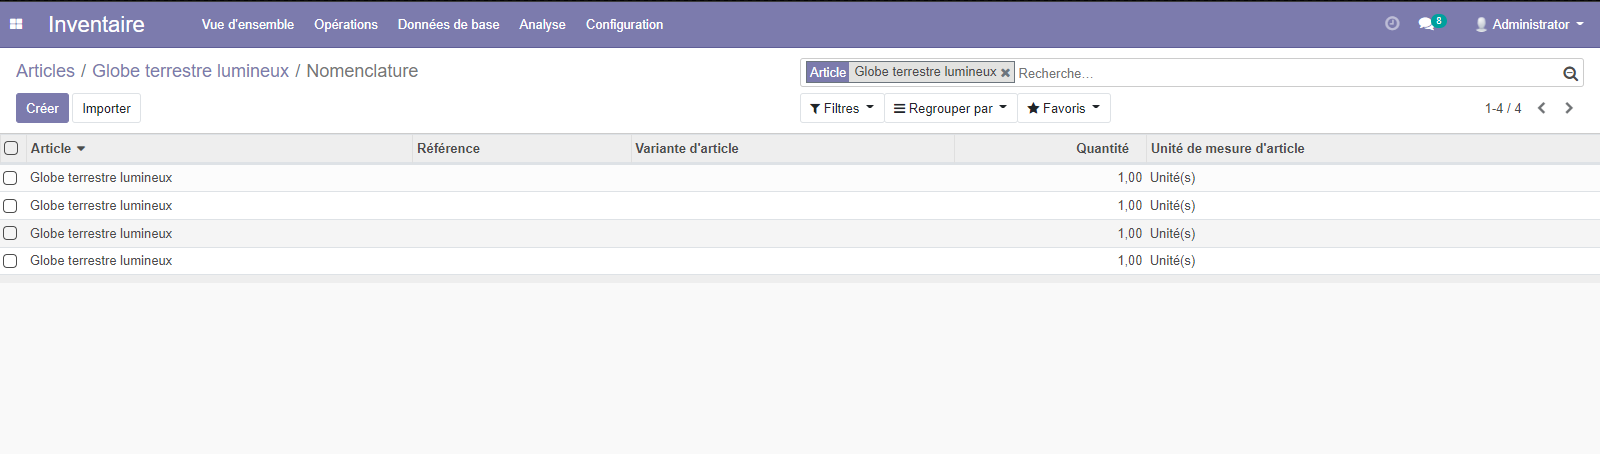 Inventaire Vue d'ensemble Opérations Données de base Analyse Configuration 8 Administrator
Articles / Globe terrestre lumineux / Nomenclature
Article Globe terrestre lumineux Recherche...
Créer Importer Filtres Regrouper par Favoris 1-4 / 4
Article Référence Variante d'article Quantité Unité de mesure d'article
Globe terrestre lumineux 1,00 Unité(s)
Globe terrestre lumineux 1,00 Unité(s)
Globe terrestre lumineux 1,00 Unité(s)
Globe terrestre lumineux 1,00 Unité(s)